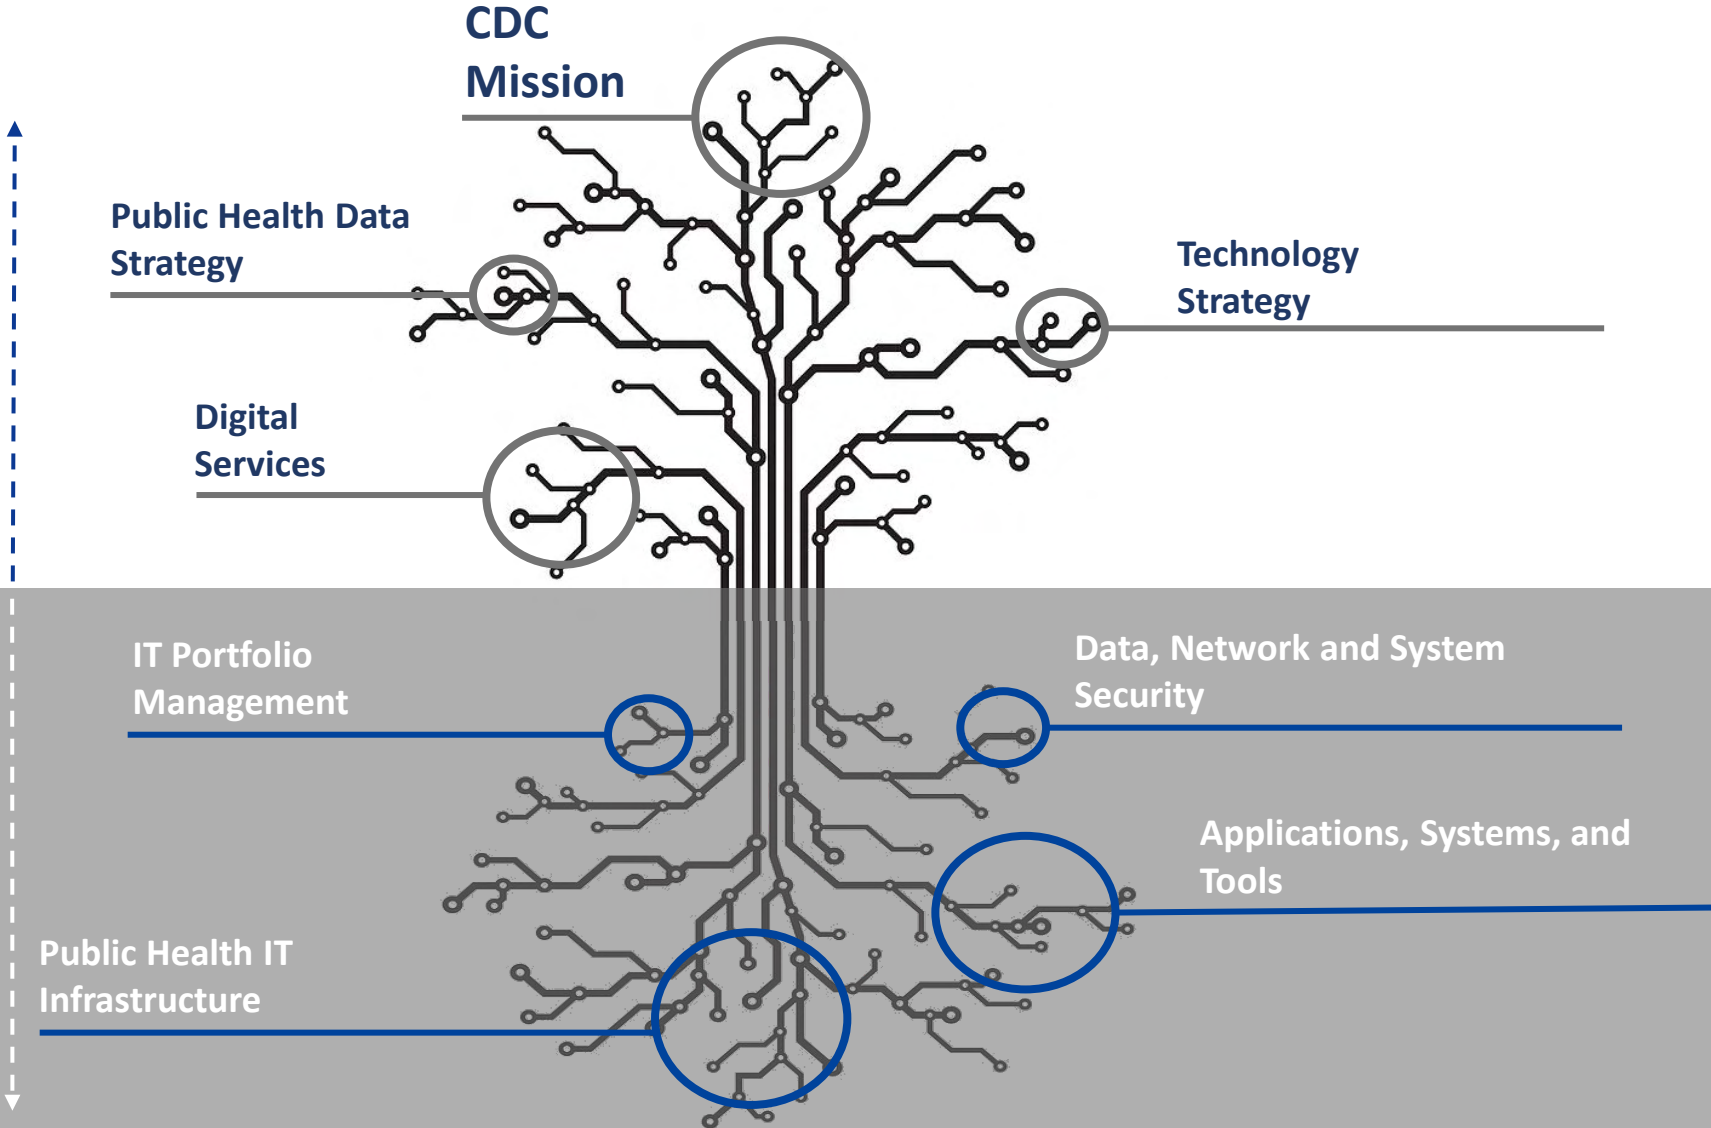 CDC
Mission
Public Health Data
Strategy
Technology
Strategy
Digital
Services
IT Portfolio
Management
Data, Network and System
Security
Applications, Systems, and
Tools
Public Health IT
Infrastructure